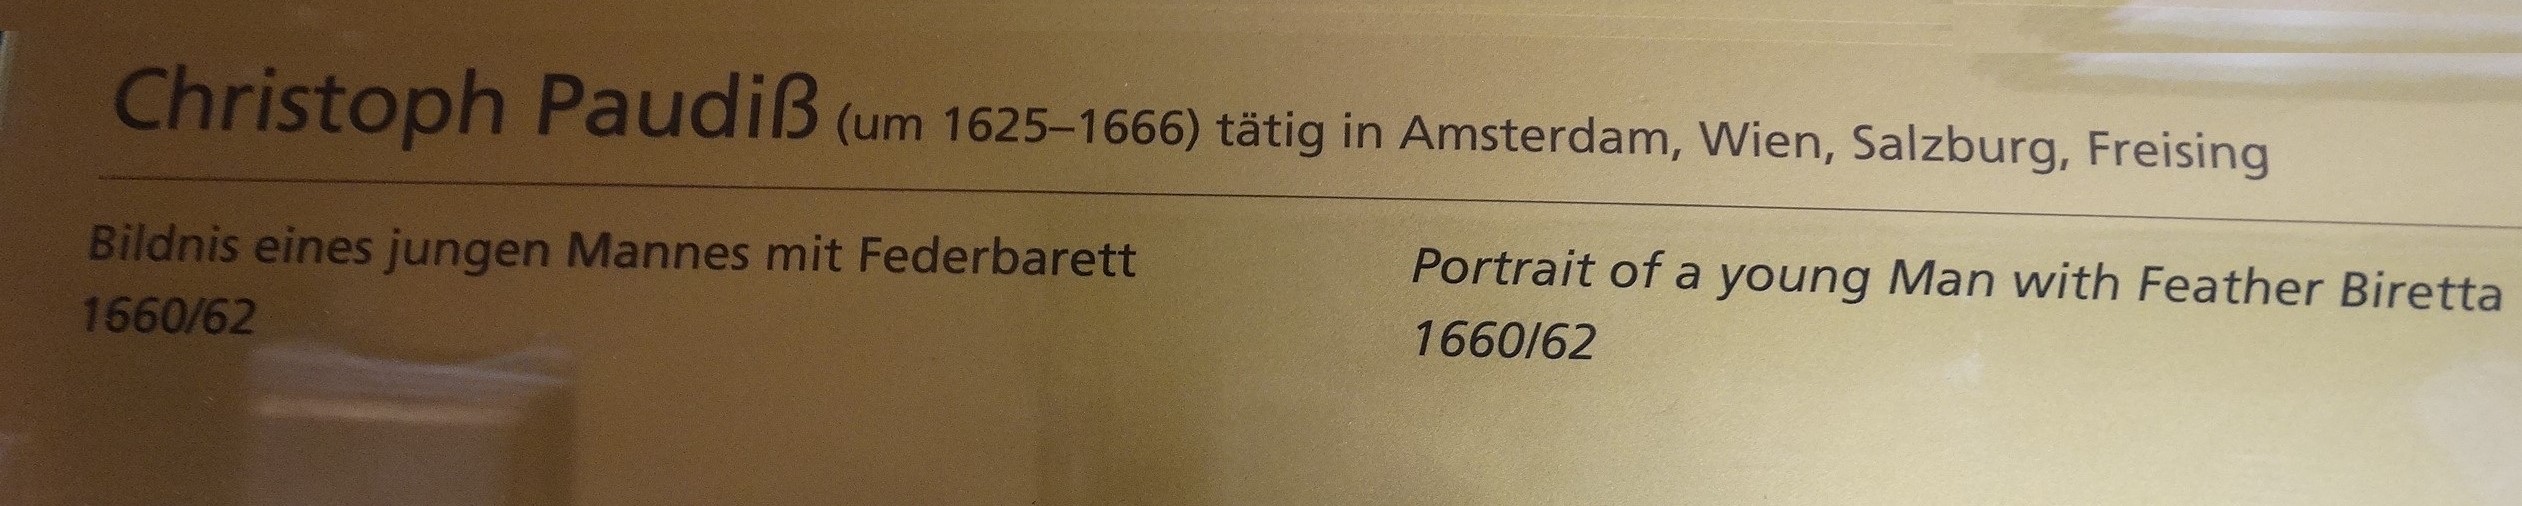 Christoph Paudiß (um 1625–1666) tätig in Amsterdam, Wien, Salzburg, Freising
Bildnis eines jungen Mannes mit Federbarett
1660/62
Portrait of a young Man with Feather Biretta
1660/62